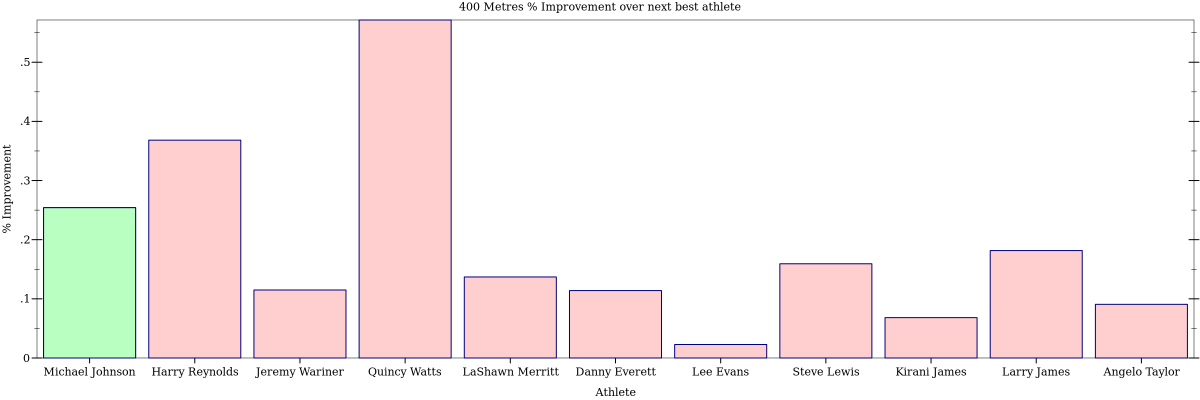 400 Metres % Improvement over next best athlete
% Improvement
.5
.4
.3
.2
.1
0
Michael Johnson Harry Reynolds Jeremy Wariner Quincy Watts LaShawn Merritt Danny Everett Lee Evans Steve Lewis Kirani James Larry James Angelo Taylor
Athlete